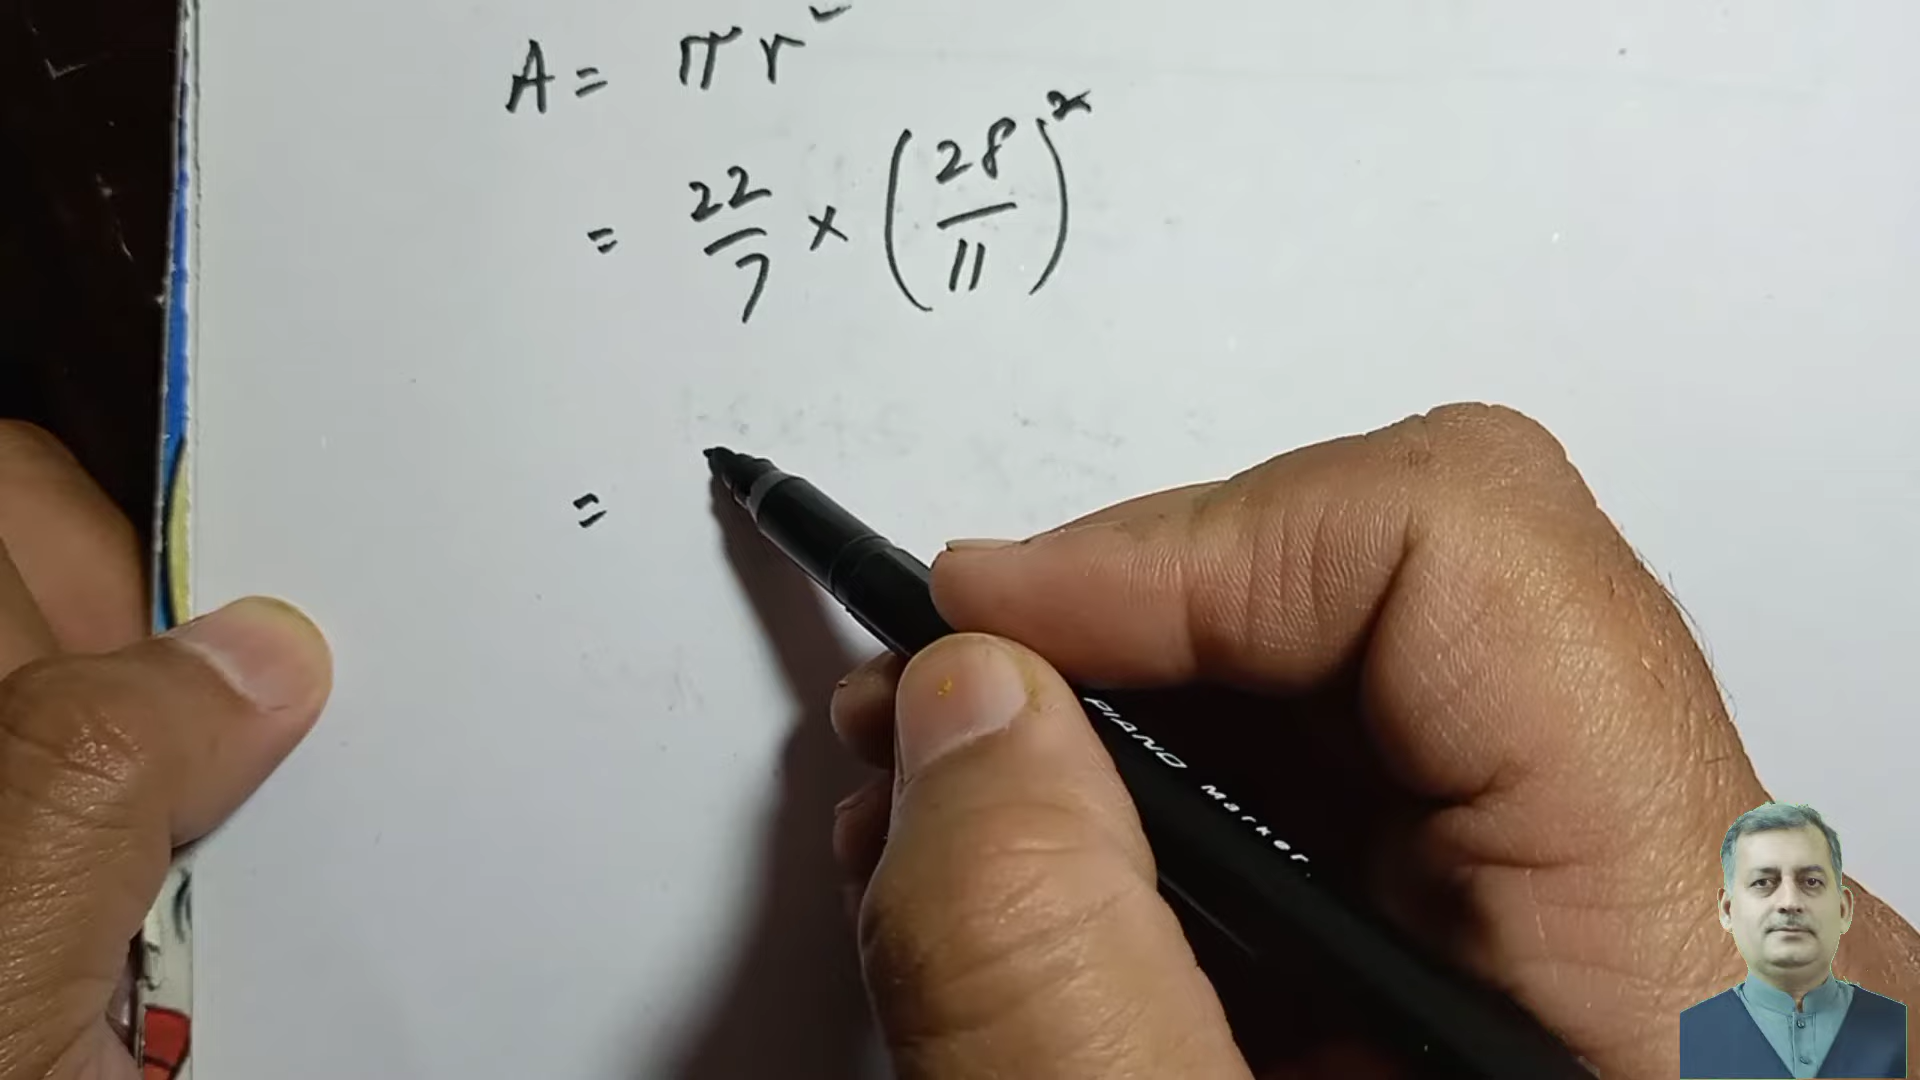 A = πr²
= 22/7 × (28/11)²
=
PIANO Marker.